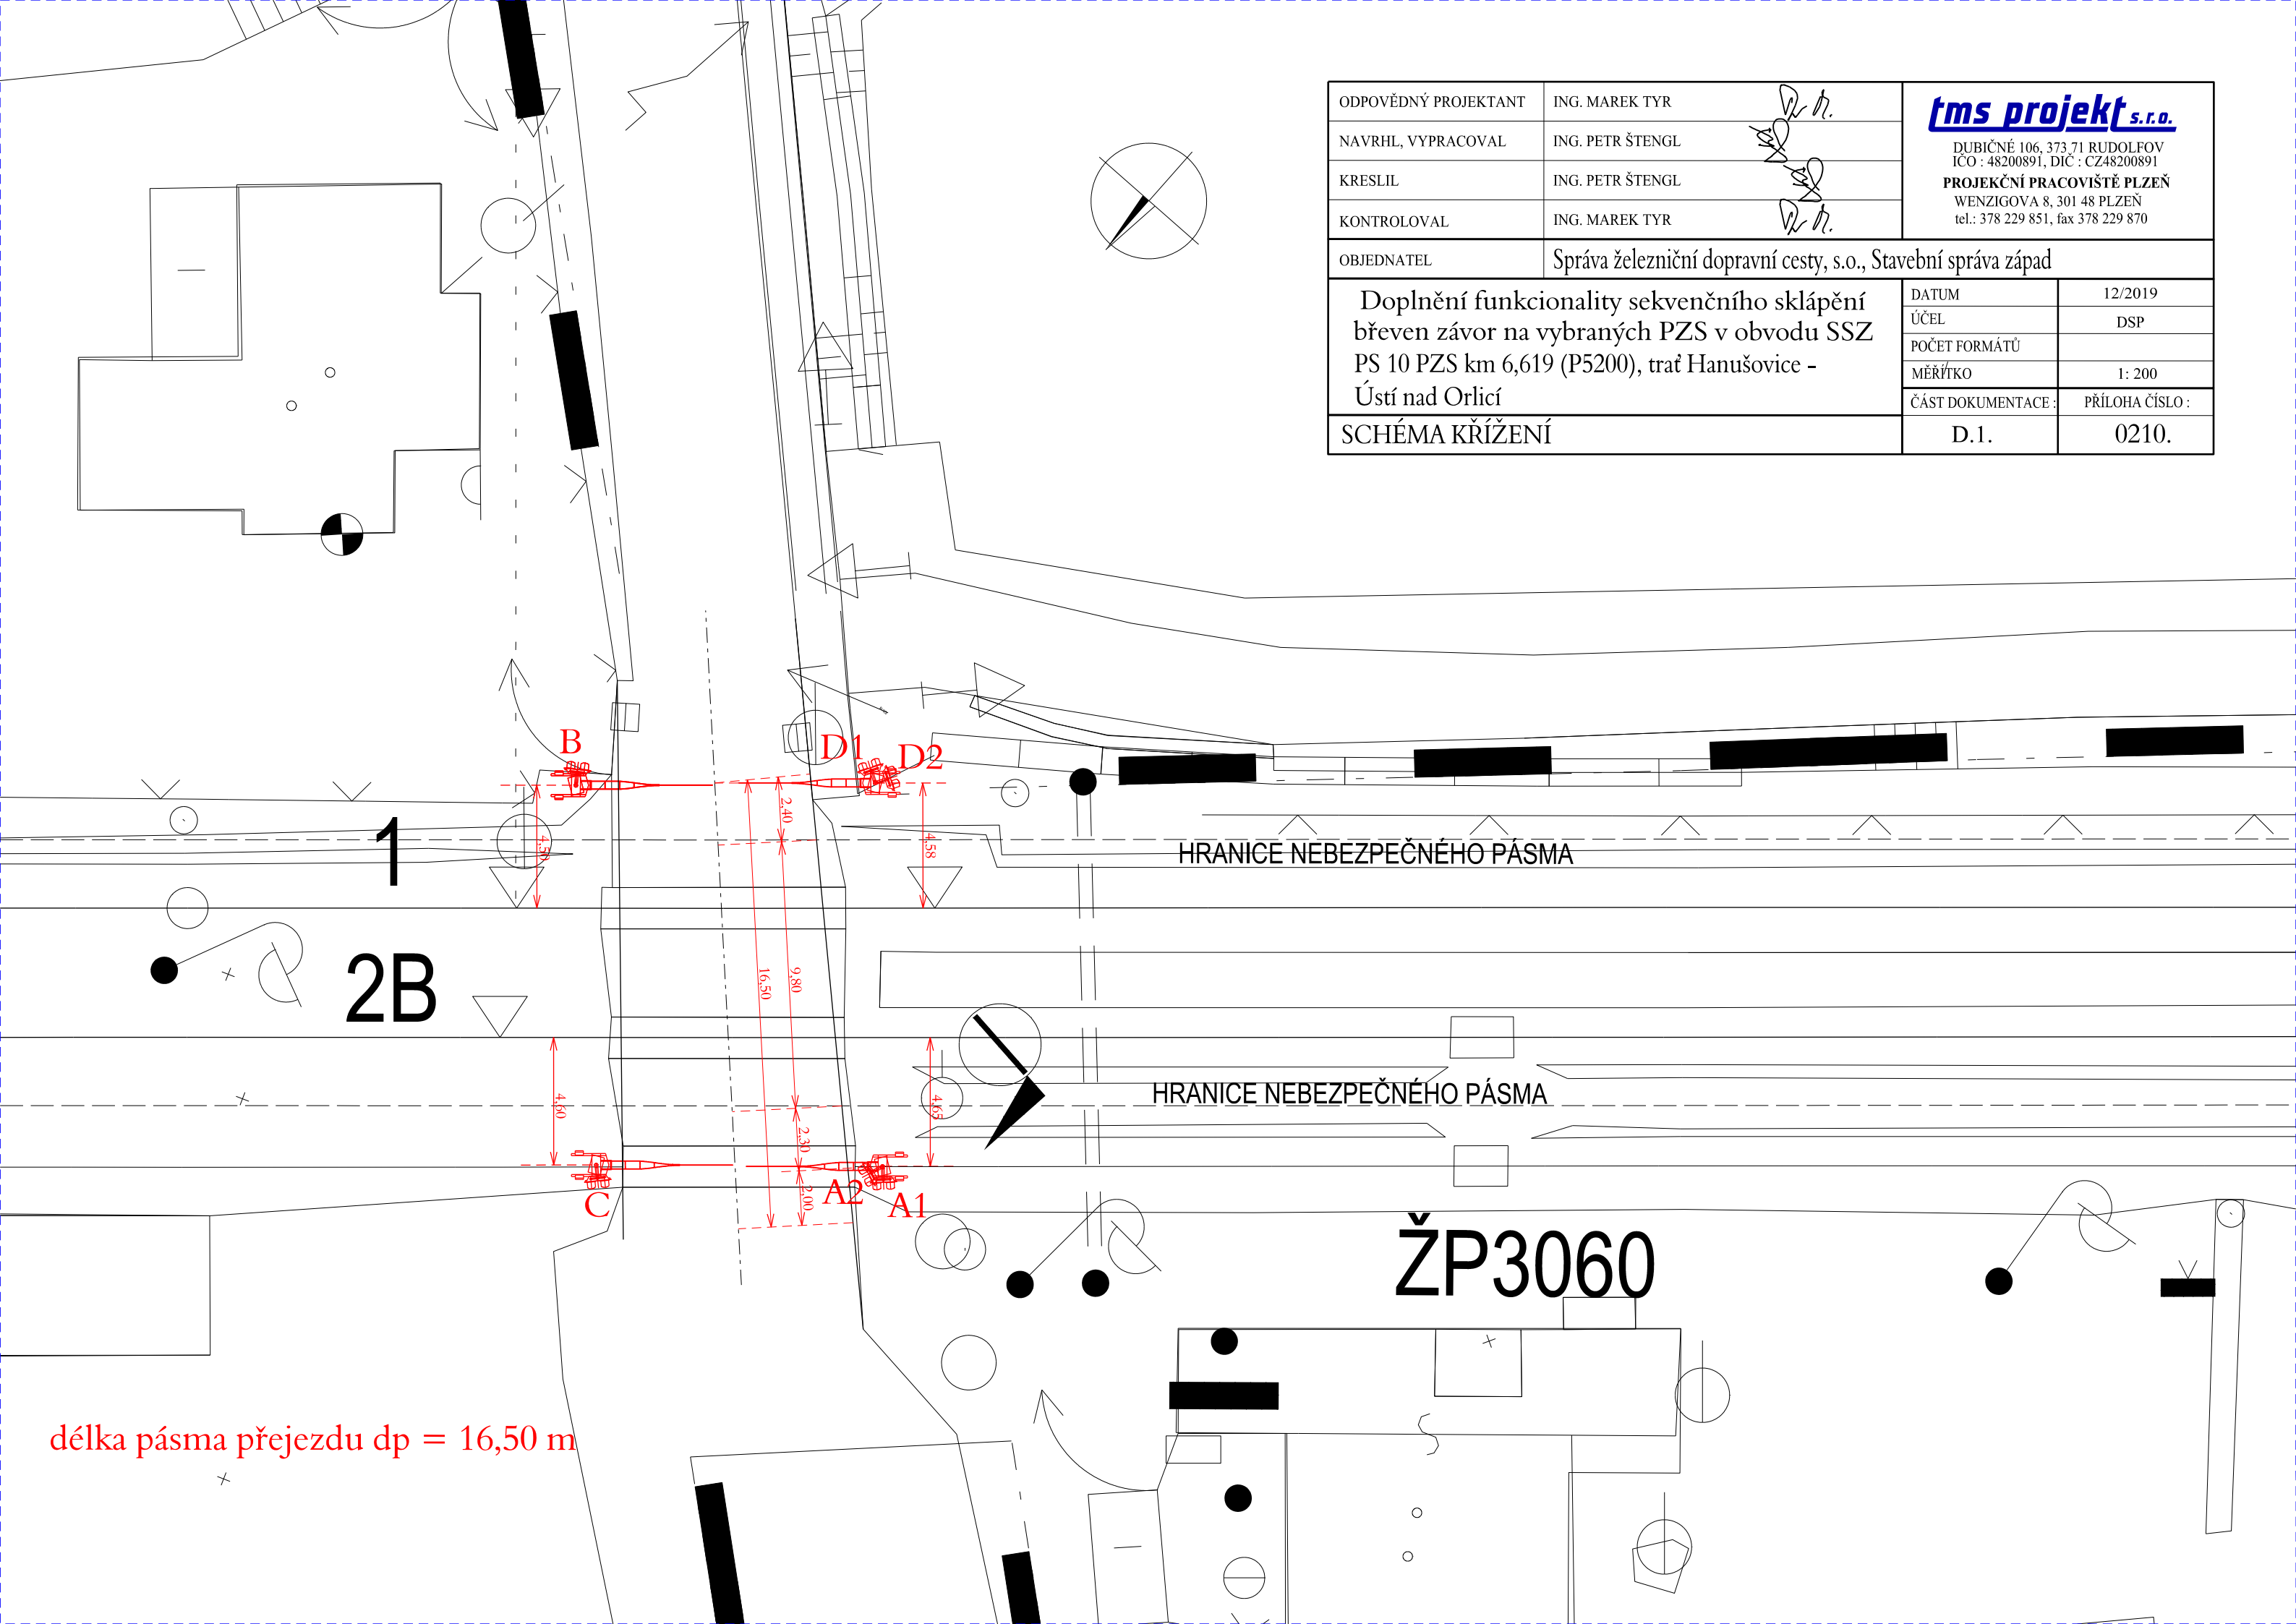 ODPOVĚDNÝ PROJEKTANT ING. MAREK TYR
NAVRHL, VYPRACOVAL ING. PETR ŠTENGL
KRESLIL ING. PETR ŠTENGL
KONTROLOVAL ING. MAREK TYR
tms projekt s.r.o.
DUBIČNÉ 106, 373 71 RUDOLFOV
IČO : 48200891, DIČ : CZ48200891
PROJEKČNÍ PRACOVIŠTĚ PLZEŇ
WENZIGOVA 8, 301 48 PLZEŇ
tel.: 378 229 851, fax 378 229 870
OBJEDNATEL Správa železniční dopravní cesty, s.o., Stavební správa západ
Doplnění funkcionality sekvenčního sklápění
břeven závor na vybraných PZS v obvodu SSZ
PS 10 PZS km 6,619 (P5200), trať Hanušovice -
Ústí nad Orlicí
SCHÉMA KŘÍŽENÍ
DATUM 12/2019
ÚČEL DSP
POČET FORMÁTŮ
MĚŘÍTKO 1: 200
ČÁST DOKUMENTACE : PŘÍLOHA ČÍSLO :
D.1. 0210.
B D1 D2
2,40
1 4,50 4,58 HRANICE NEBEZPEČNÉHO PÁSMA
2B 16,50 9,80
4,60 4,65 HRANICE NEBEZPEČNÉHO PÁSMA
2,30
C 2,00 A2 A1
ŽP3060
délka pásma přejezdu dp = 16,50 m